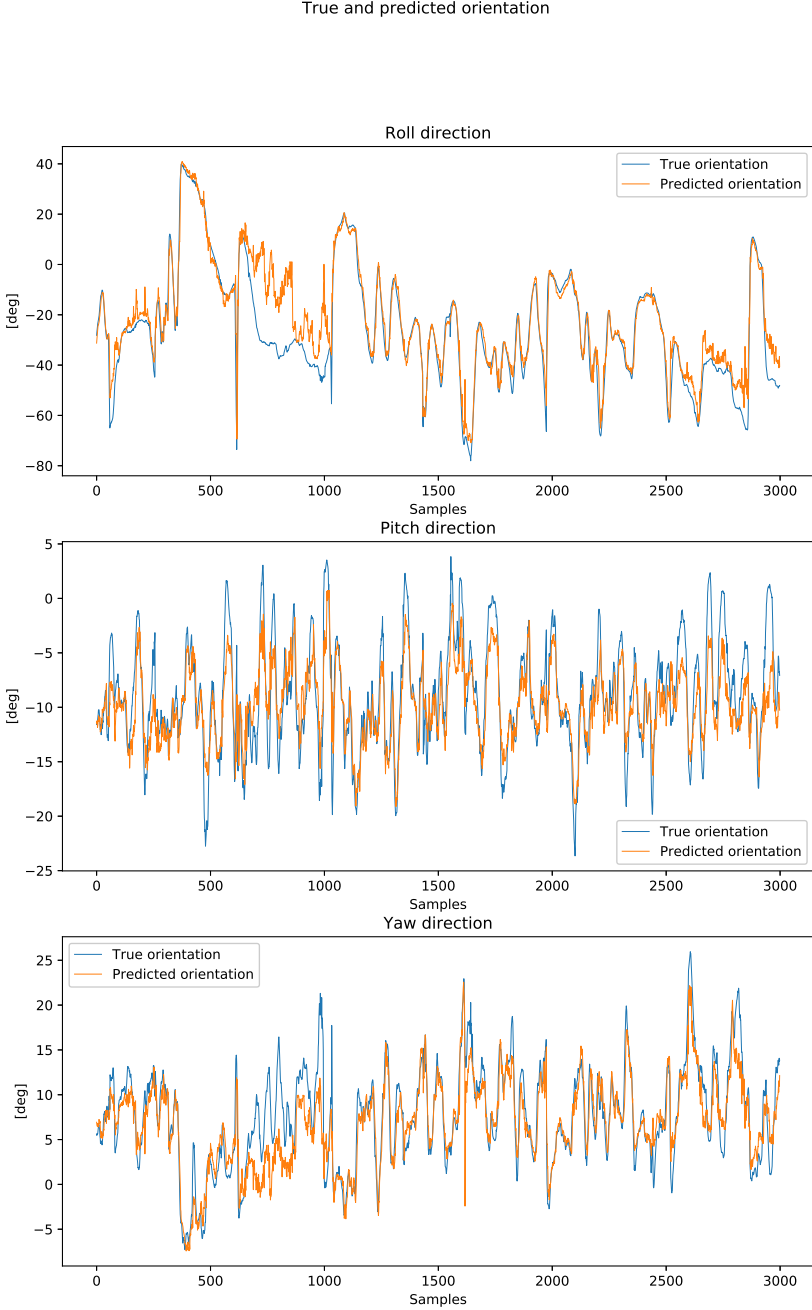 True and predicted orientation
Roll direction
True orientation
Predicted orientation
40
20
0
−20
−40
−60
−80
[deg]
0 500 1000 1500 2000 2500 3000
Samples
Pitch direction
5
0
−5
−10
−15
−20
−25
[deg]
True orientation
Predicted orientation
0 500 1000 1500 2000 2500 3000
Samples
Yaw direction
True orientation
Predicted orientation
25
20
15
10
5
0
−5
[deg]
0 500 1000 1500 2000 2500 3000
Samples